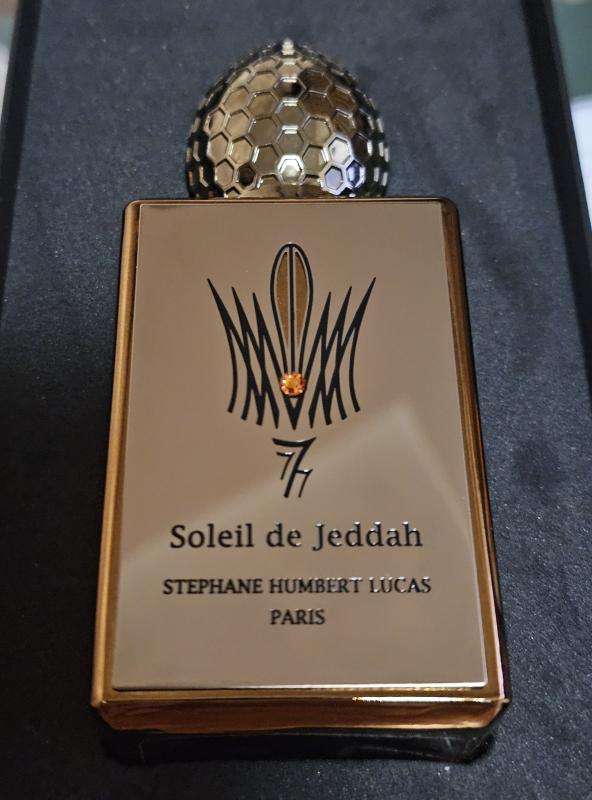 777
Soleil de Jeddah
STEPHANE HUMBERT LUCAS
PARIS